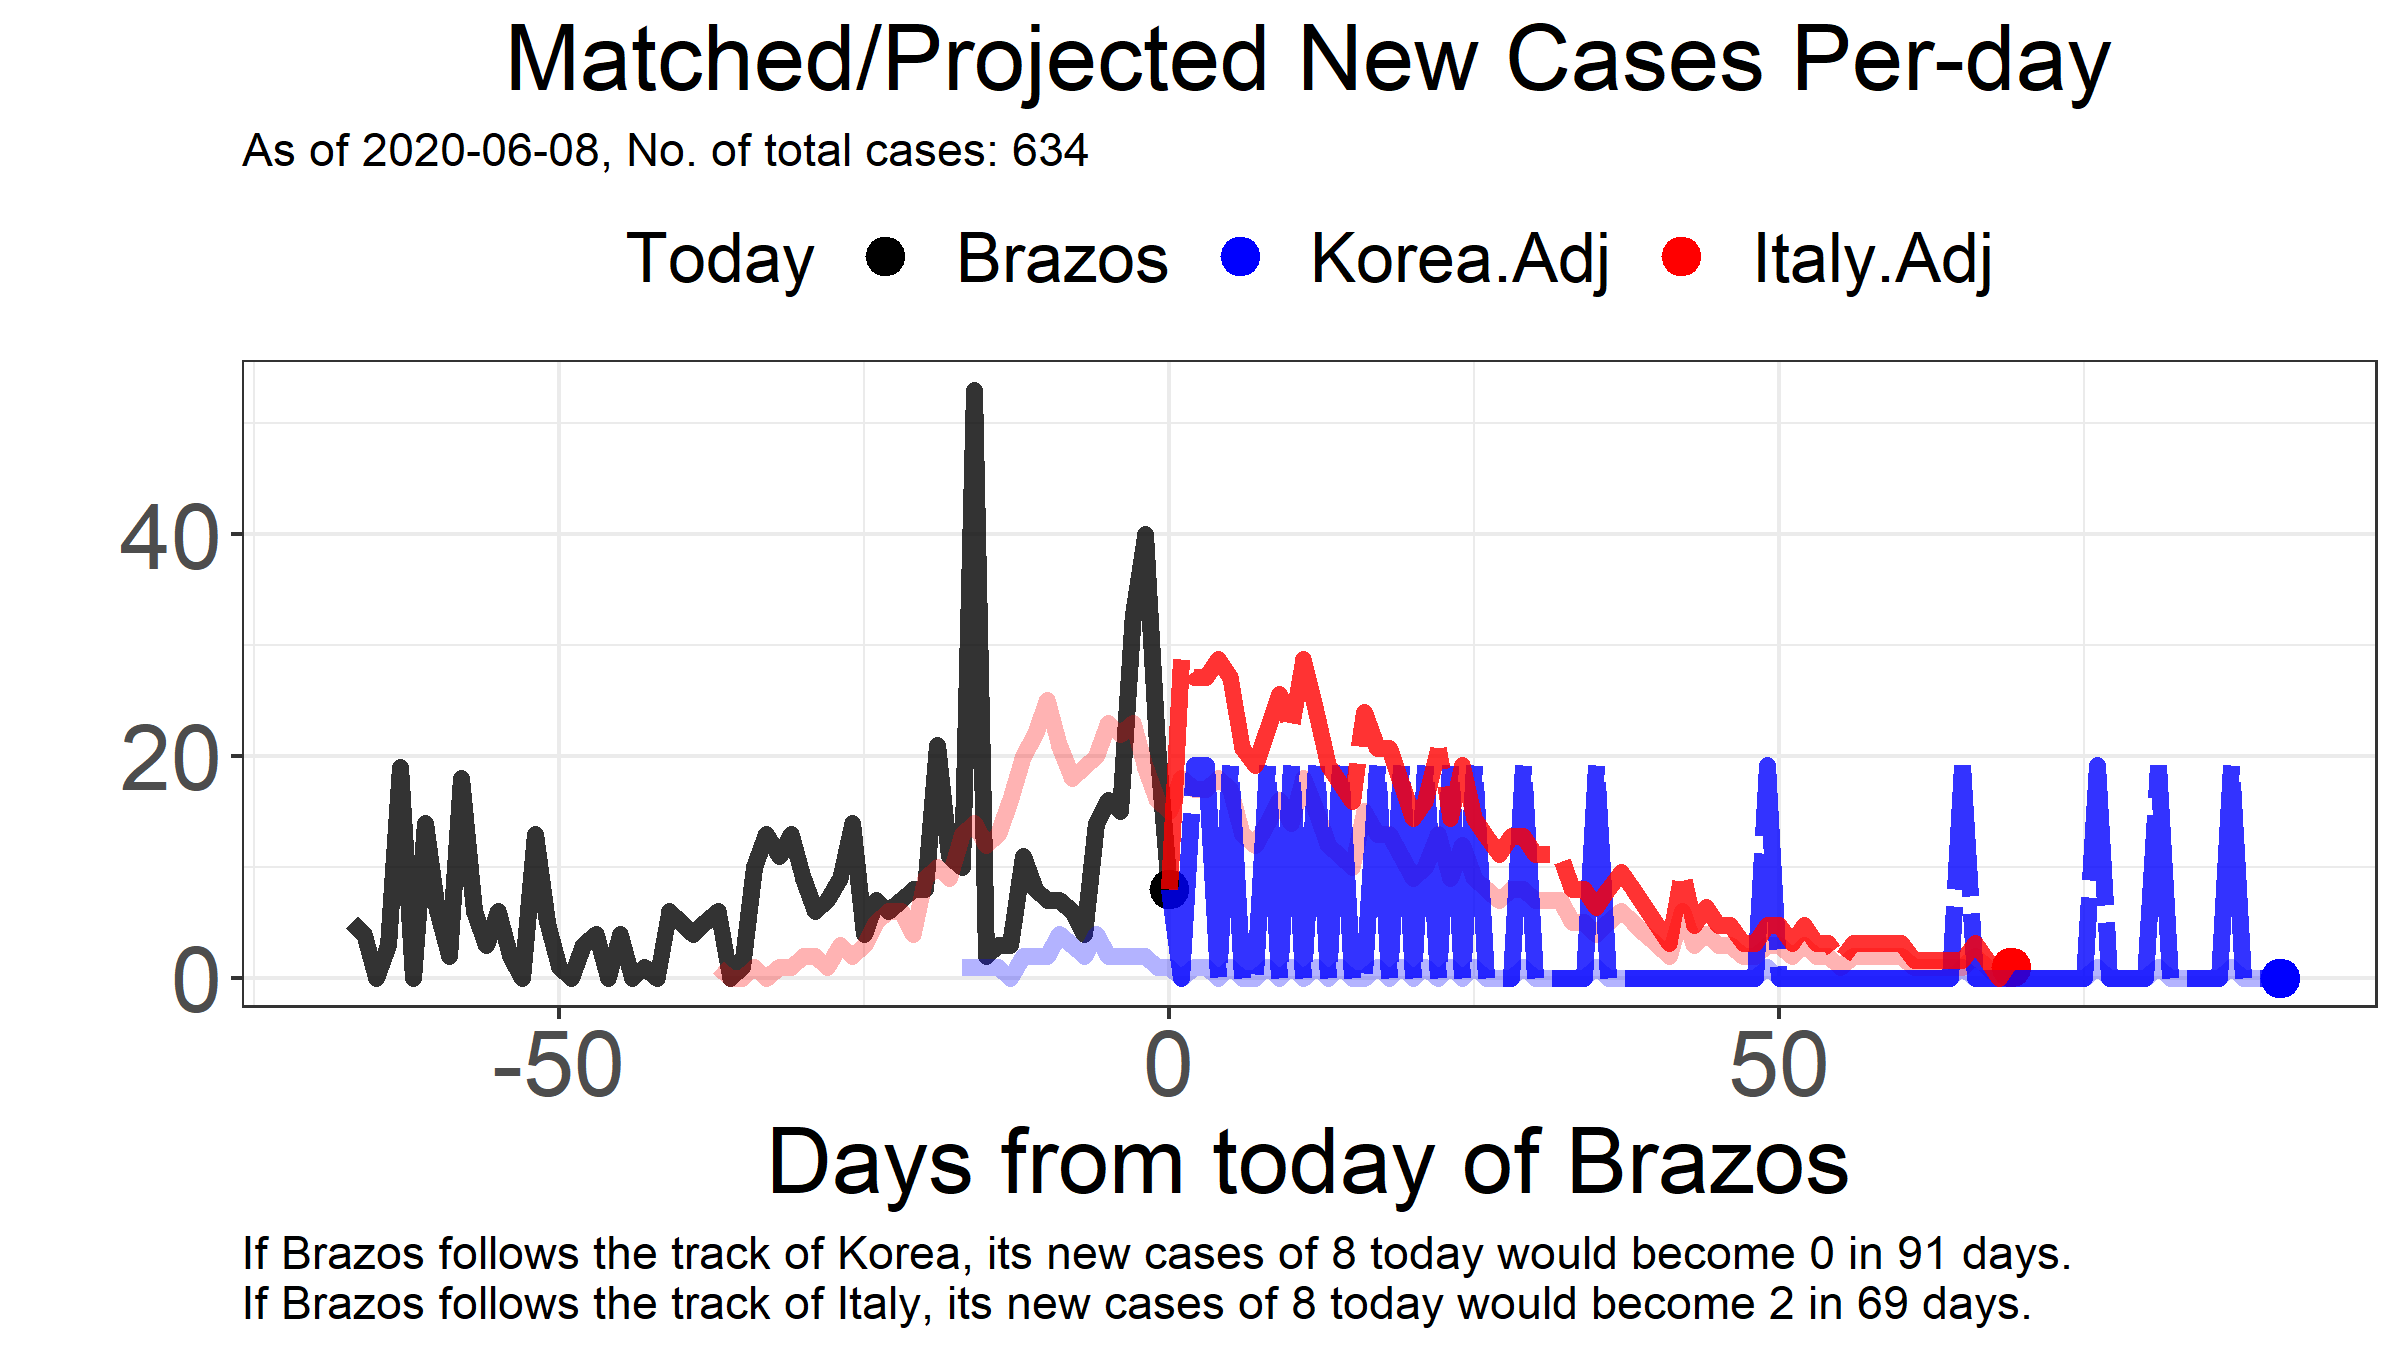 Matched/Projected New Cases Per-day
As of 2020-06-08, No. of total cases: 634
Today Brazos Korea.Adj Italy.Adj
40
20
0
-50 0 50
Days from today of Brazos
If Brazos follows the track of Korea, its new cases of 8 today would become 0 in 91 days.
If Brazos follows the track of Italy, its new cases of 8 today would become 2 in 69 days.